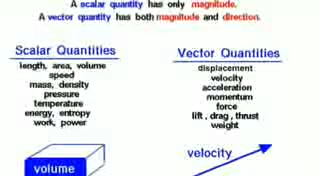 A scalar quantity has only magnitude.
A vector quantity has both magnitude and direction.
Scalar Quantities
length, area, volume
speed
mass, density
pressure
temperature
energy, entropy
work, power
Vector Quantities
displacement
velocity
acceleration
momentum
force
lift , drag , thrust
weight
volume
velocity